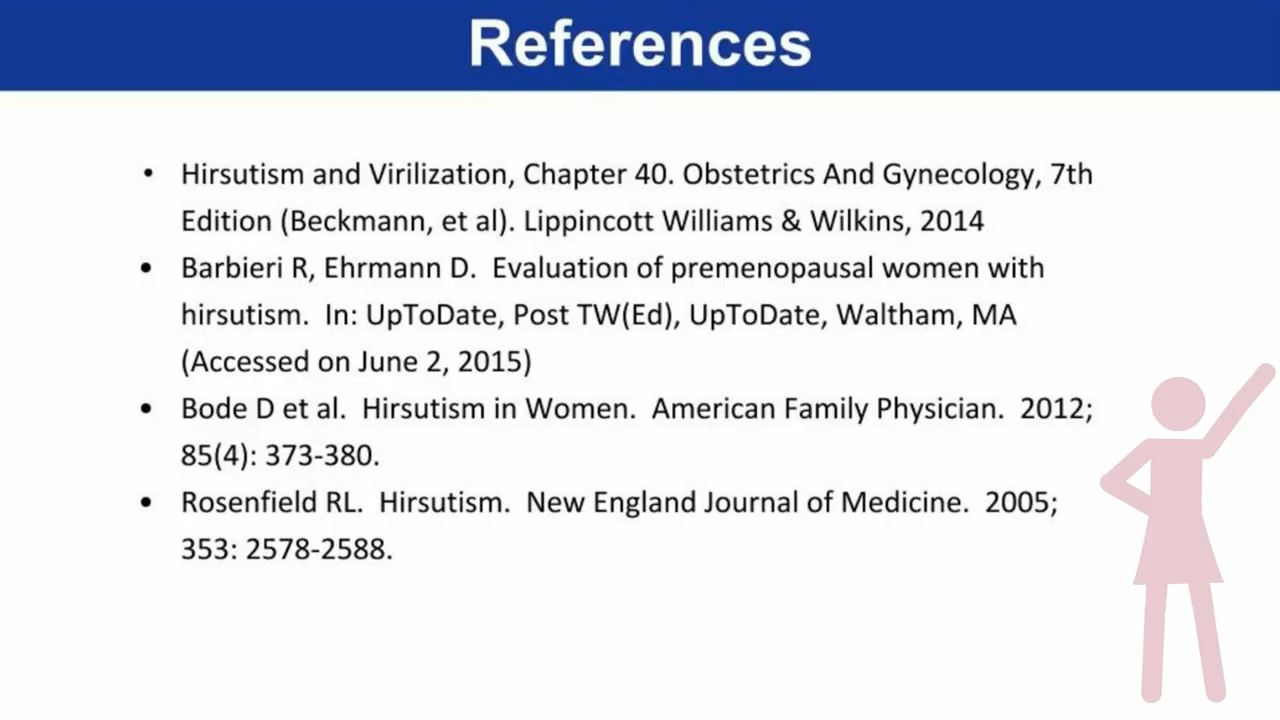 References
• Hirsutism and Virilization, Chapter 40. Obstetrics And Gynecology, 7th
Edition (Beckmann, et al). Lippincott Williams & Wilkins, 2014
• Barbieri R, Ehrmann D.  Evaluation of premenopausal women with
hirsutism.  In: UpToDate, Post TW(Ed), UpToDate, Waltham, MA
(Accessed on June 2, 2015)
• Bode D et al.  Hirsutism in Women.  American Family Physician.  2012;
85(4): 373-380.
• Rosenfield RL.  Hirsutism.  New England Journal of Medicine.  2005;
353: 2578-2588.